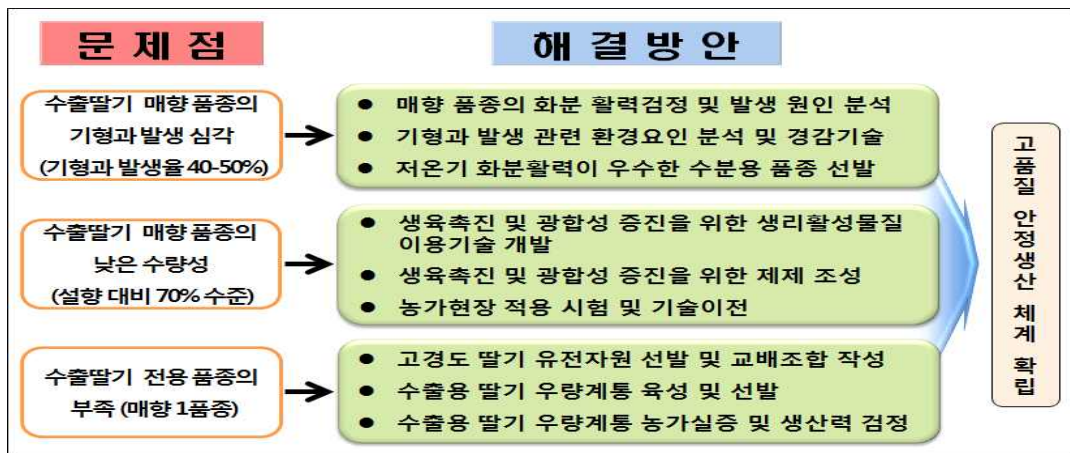 문 제 점
해 결 방 안
수출딸기 매향 품종의
기형과 발생 심각
(기형과 발생율 40-50%)
● 매향 품종의 화분 활력검정 및 발생 원인 분석
● 기형과 발생 관련 환경요인 분석 및 경감기술
● 저온기 화분활력이 우수한 수분용 품종 선발
수출딸기 매향 품종의
낮은 수량성
(설향 대비 70% 수준)
● 생육촉진 및 광합성 증진을 위한 생리활성물질
이용기술 개발
● 생육촉진 및 광합성 증진을 위한 제제 조성
● 농가현장 적용 시험 및 기술이전
수출딸기 전용 품종의
부족 (매향 1품종)
● 고경도 딸기 유전자원 선발 및 교배조합 작성
● 수출용 딸기 우량계통 육성 및 선발
● 수출용 딸기 우량계통 농가실증 및 생산력 검정
고품질 안정생산 체계 확립